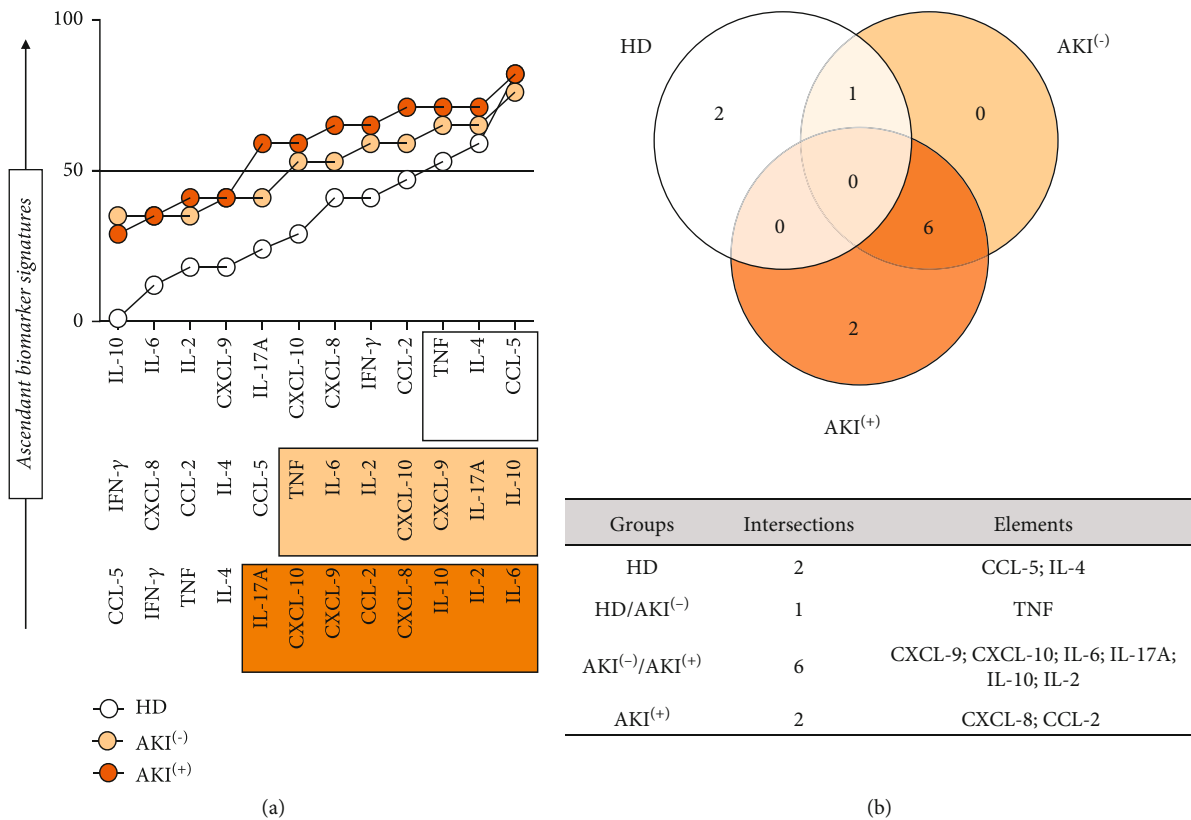 100
50
0
Ascendant biomarker signatures
IL-10
IL-6
IL-2
CXCL-9
IL-17A
CXCL-10
CXCL-8
IFN-γ
CCL-2
TNF
IL-4
CCL-5
IFN-γ
CXCL-8
CCL-2
IL-4
CCL-5
TNF
IL-6
IL-2
CXCL-10
CXCL-9
IL-17A
IL-10
CCL-5
IFN-γ
TNF
IL-4
IL-17A
CXCL-10
CXCL-9
CCL-2
CXCL-8
IL-10
IL-2
IL-6
HD
AKI(-)
AKI(+)
(a)
HD
AKI(-)
2
1
0
0
0
6
2
AKI(+)
Groups Intersections Elements
HD 2 CCL-5; IL-4
HD/AKI(−) 1 TNF
AKI(−)/AKI(+) 6 CXCL-9; CXCL-10; IL-6; IL-17A;
IL-10; IL-2
AKI(+) 2 CXCL-8; CCL-2
(b)